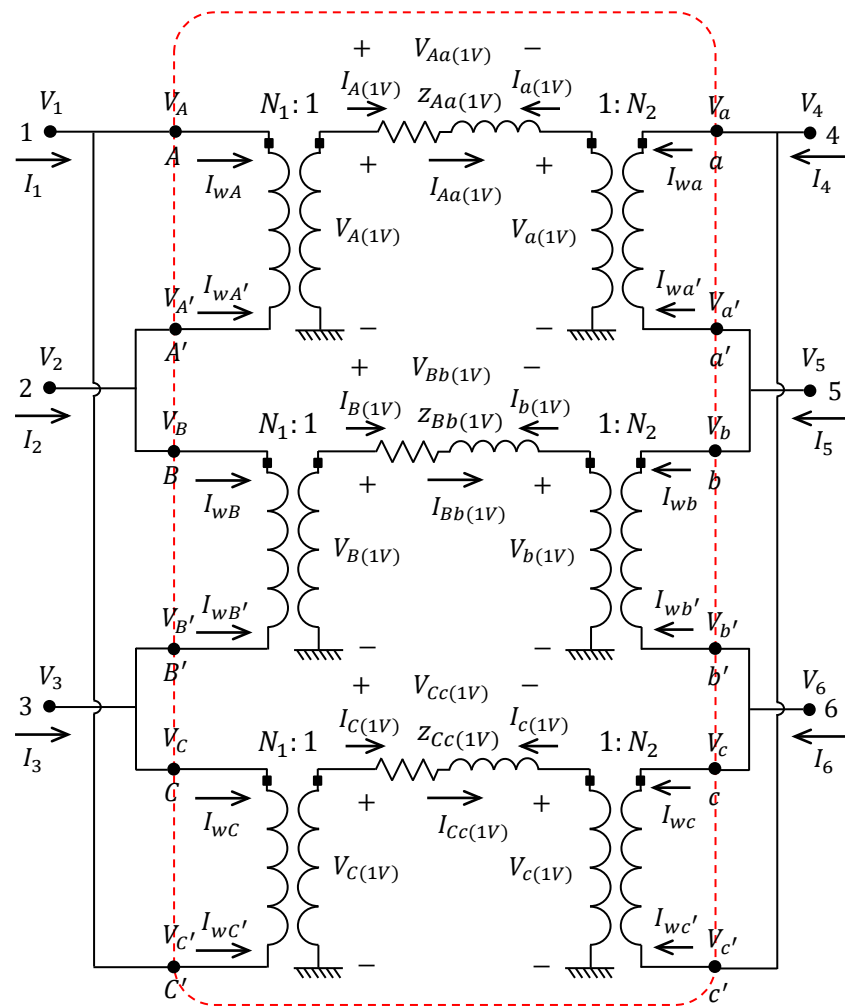 + V_{Aa(1V)} −
V_1 V_A I_{A(1V)} I_{a(1V)} V_a V_4
N_1: 1 z_{Aa(1V)} 1: N_2
1 A a 4
I_1 I_{wA} + I_{Aa(1V)} + I_{wa} I_4
V_{A(1V)} V_{a(1V)}
V_{A'} I_{wA'} I_{wa'} V_{a'}
A' − − a'
V_2 + V_{Bb(1V)} − V_5
2 I_{B(1V)} I_{b(1V)} 5
V_B N_1: 1 z_{Bb(1V)} 1: N_2 V_b
I_2 I_5
B b
I_{wB} + I_{Bb(1V)} + I_{wb}
V_{B(1V)} V_{b(1V)}
V_{B'} I_{wB'} I_{wb'} V_{b'}
B' − − b'
V_3 + V_{Cc(1V)} − V_6
3 I_{C(1V)} I_{c(1V)} 6
V_C N_1: 1 z_{Cc(1V)} 1: N_2 V_c
I_3 I_6
C c
I_{wC} + I_{Cc(1V)} + I_{wc}
V_{C(1V)} V_{c(1V)}
V_{C'} I_{wC'} I_{wc'} V_{c'}
C' − − c'